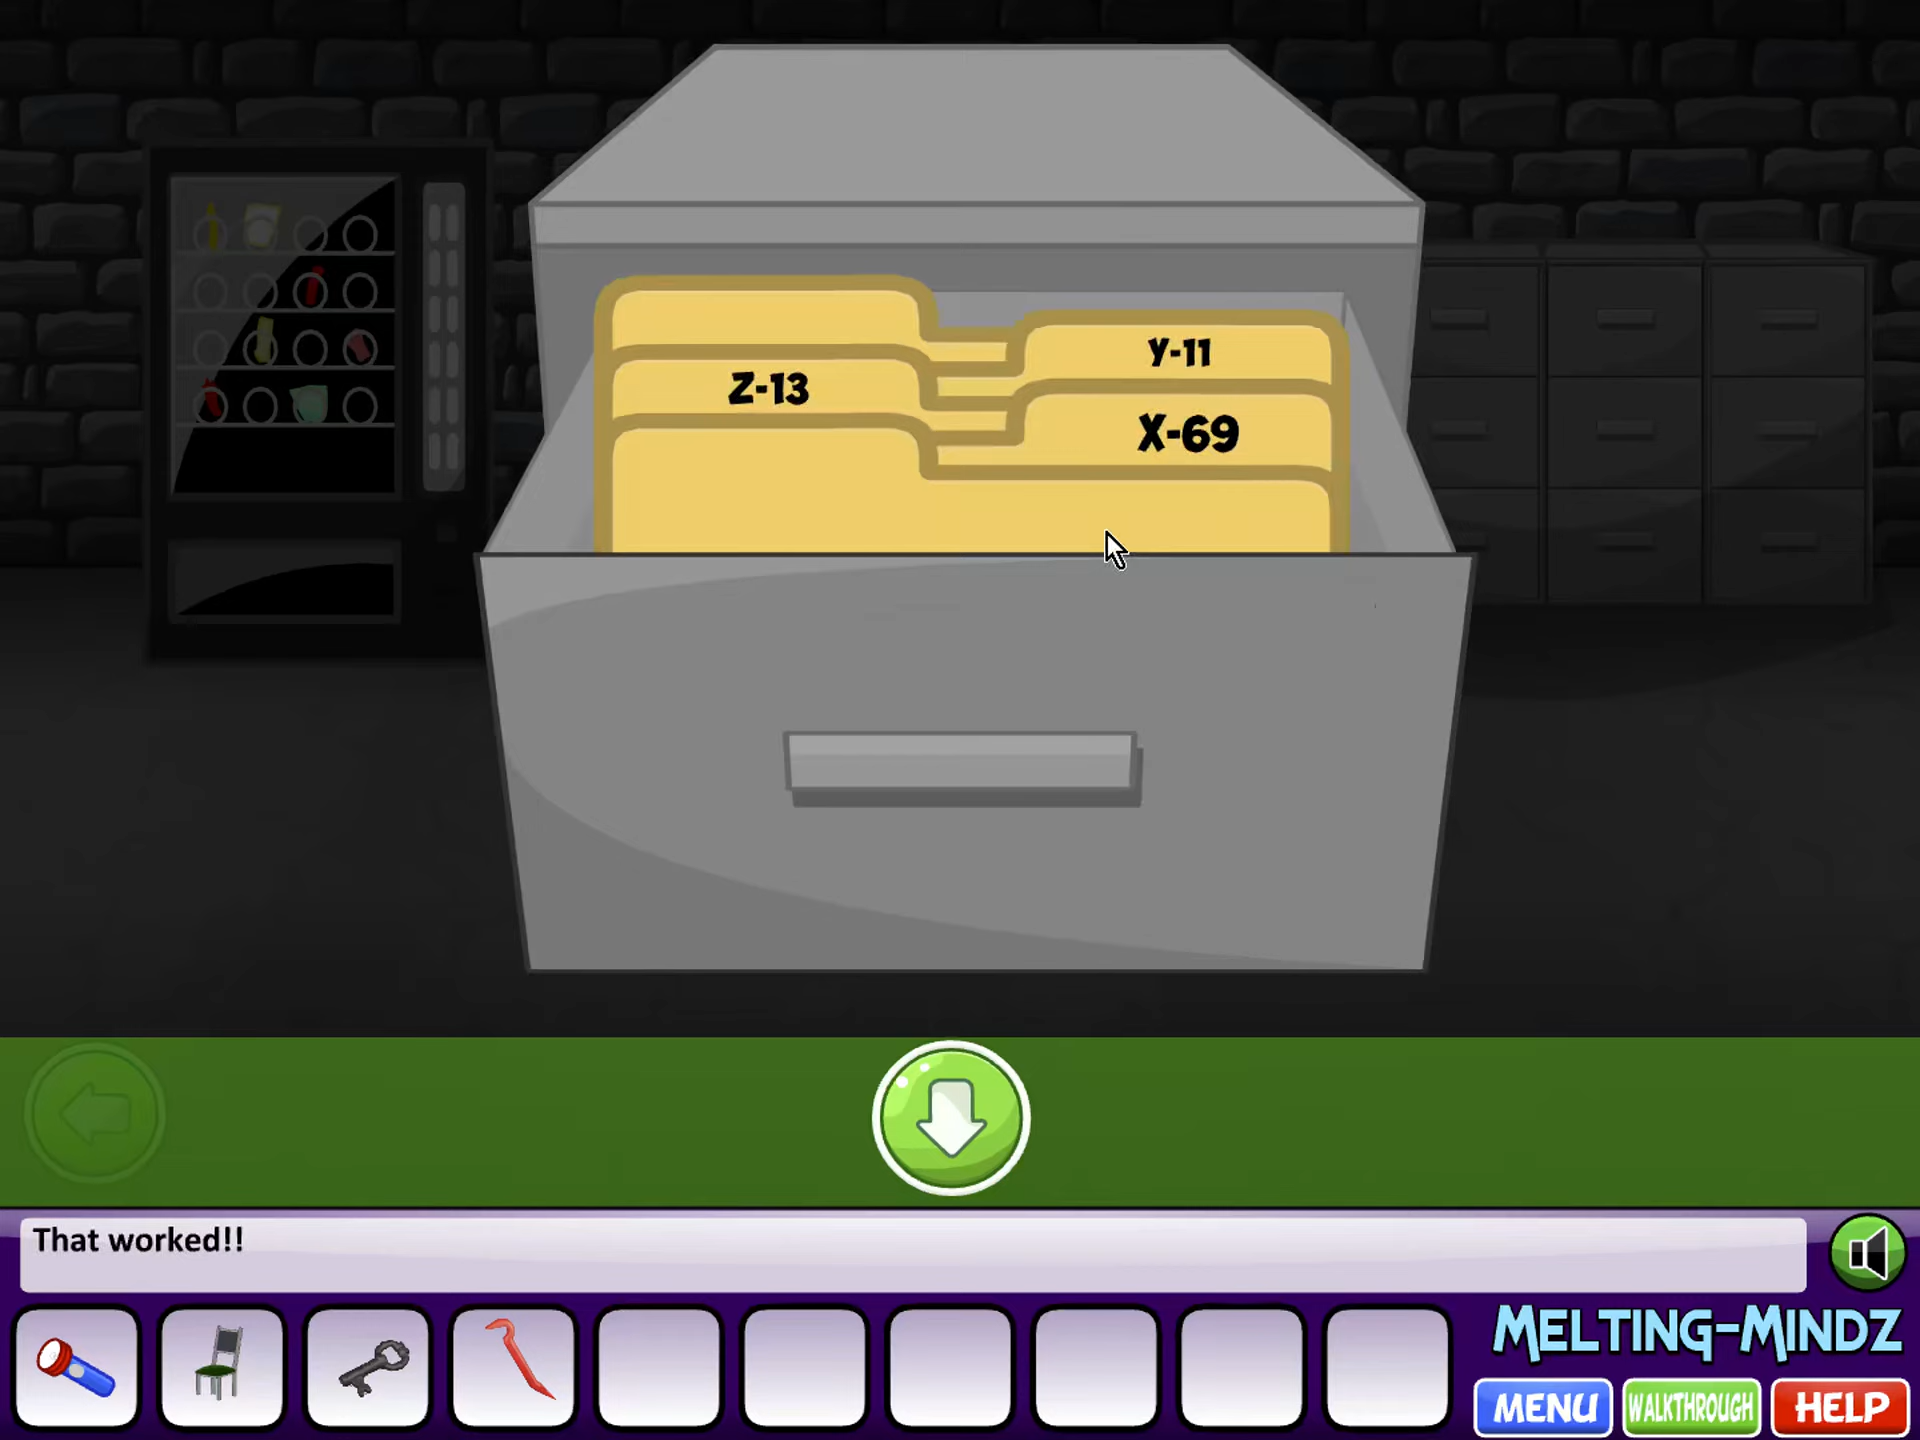 Y-11
Z-13
X-69
That worked!!
MELTING-MINDZ
MENU
WALKTHROUGH
HELP